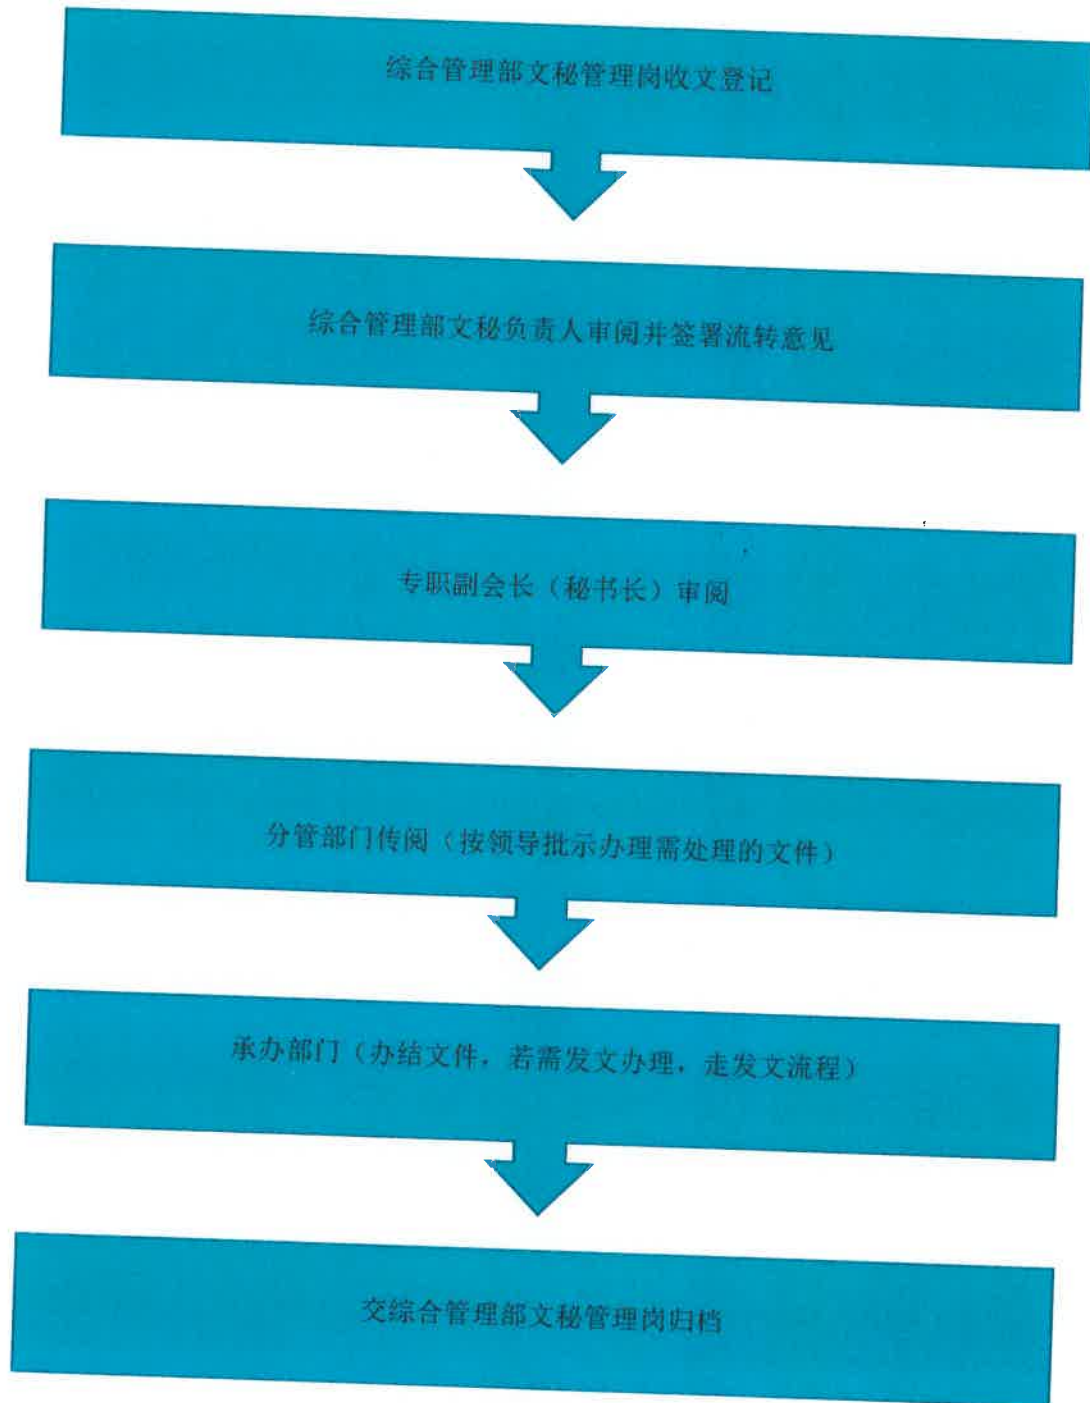 综合管理部文秘管理岗收文登记
综合管理部文秘负责人审阅并签署流转意见
专职副会长（秘书长）审阅
分管部门传阅（按领导批示办理需处理的文件）
承办部门（办结文件，若需发文办理，走发文流程）
交综合管理部文秘管理岗归档